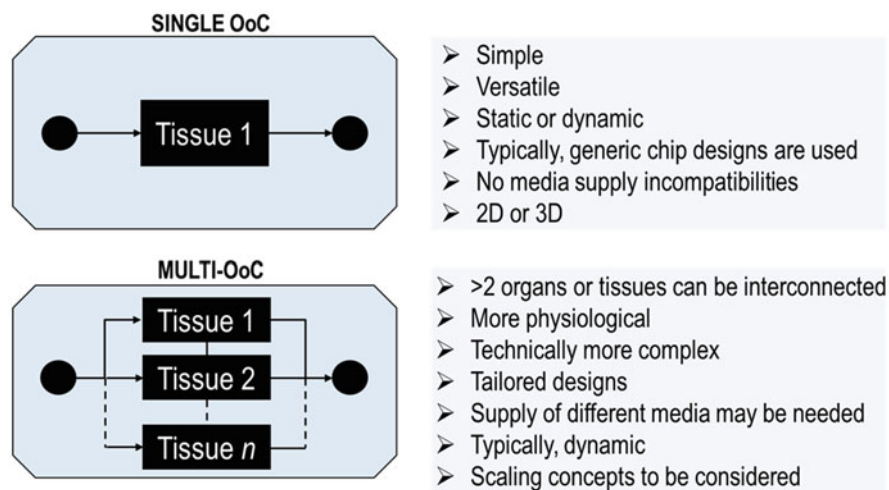 SINGLE OoC
Tissue 1
➢ Simple
➢ Versatile
➢ Static or dynamic
➢ Typically, generic chip designs are used
➢ No media supply incompatibilities
➢ 2D or 3D
MULTI-OoC
Tissue 1
Tissue 2
Tissue n
➢ >2 organs or tissues can be interconnected
➢ More physiological
➢ Technically more complex
➢ Tailored designs
➢ Supply of different media may be needed
➢ Typically, dynamic
➢ Scaling concepts to be considered